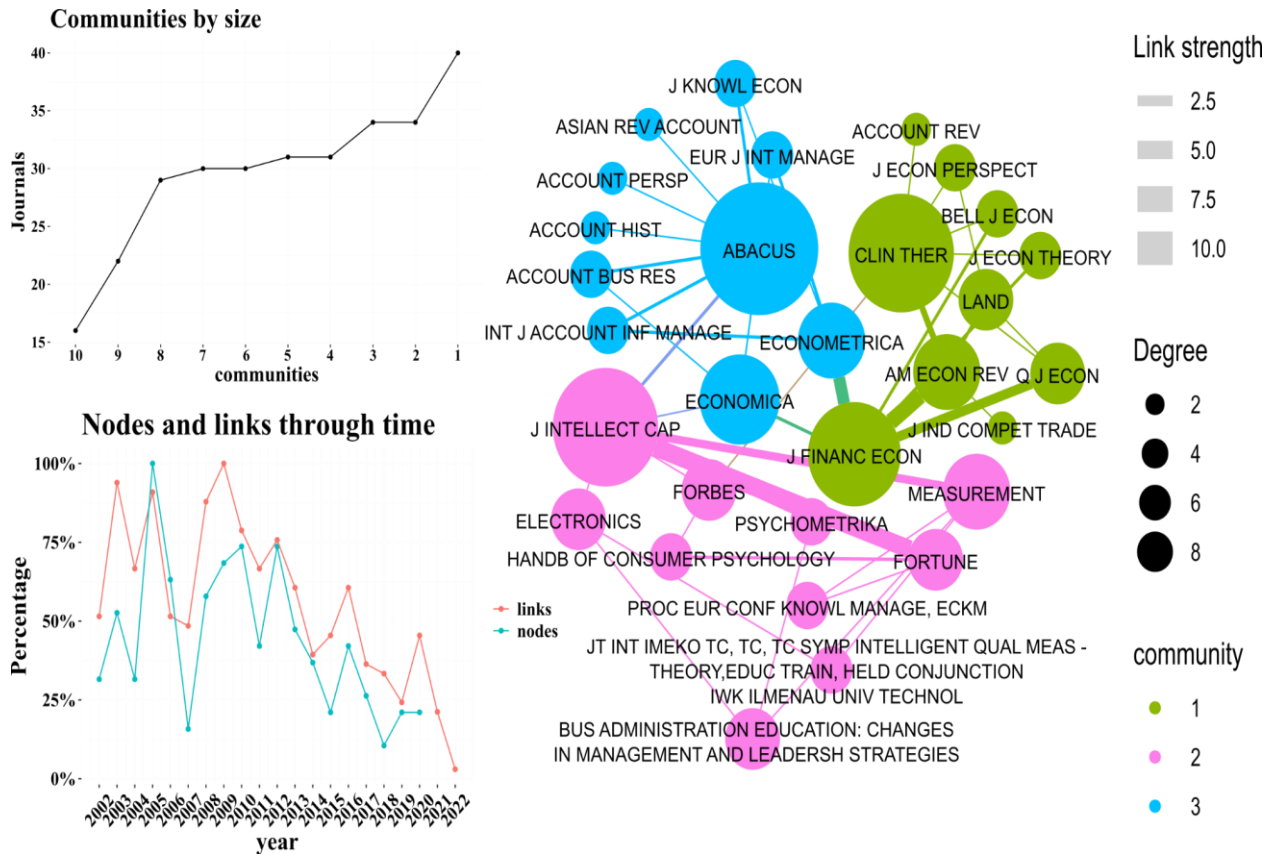 Communities by size
40
35
30
25
20
15
Journals
10 9 8 7 6 5 4 3 2 1
communities
Nodes and links through time
100%
75%
50%
25%
0%
Percentage
2002 2003 2004 2005 2006 2007 2008 2009 2010 2011 2012 2013 2014 2015 2016 2017 2018 2019 2020 2021 2022
year
links
nodes
J KNOWL ECON
ASIAN REV ACCOUNT
EUR J INT MANAGE
ACCOUNT PERSP
ACCOUNT HIST
ABACUS
ACCOUNT BUS RES
INT J ACCOUNT INF MANAGE
ECONOMETRICA
ECONOMICA
ACCOUNT REV
J ECON PERSPECT
BELL J ECON
CLIN THER
J ECON THEORY
LAND
AM ECON REV
Q J ECON
J IND COMPET TRADE
J FINANC ECON
J INTELLECT CAP
FORBES
MEASUREMENT
ELECTRONICS
PSYCHOMETRIKA
HANDB OF CONSUMER PSYCHOLOGY
FORTUNE
PROC EUR CONF KNOWL MANAGE, ECKM
JT INT IMEKO TC, TC, TC SYMP INTELLIGENT QUAL MEAS -
THEORY,EDUC TRAIN, HELD CONJUNCTION
IWK ILMENAU UNIV TECHNOL
BUS ADMINISTRATION EDUCATION: CHANGES
IN MANAGEMENT AND LEADERSH STRATEGIES
Link strength
2.5
5.0
7.5
10.0
Degree
2
4
6
8
community
1
2
3